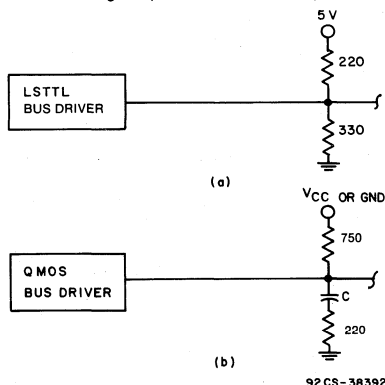 5 V
220
LSTTL
BUS DRIVER
330
(a)
VCC OR GND
750
QMOS
BUS DRIVER
C
220
(b)
92CS-38392